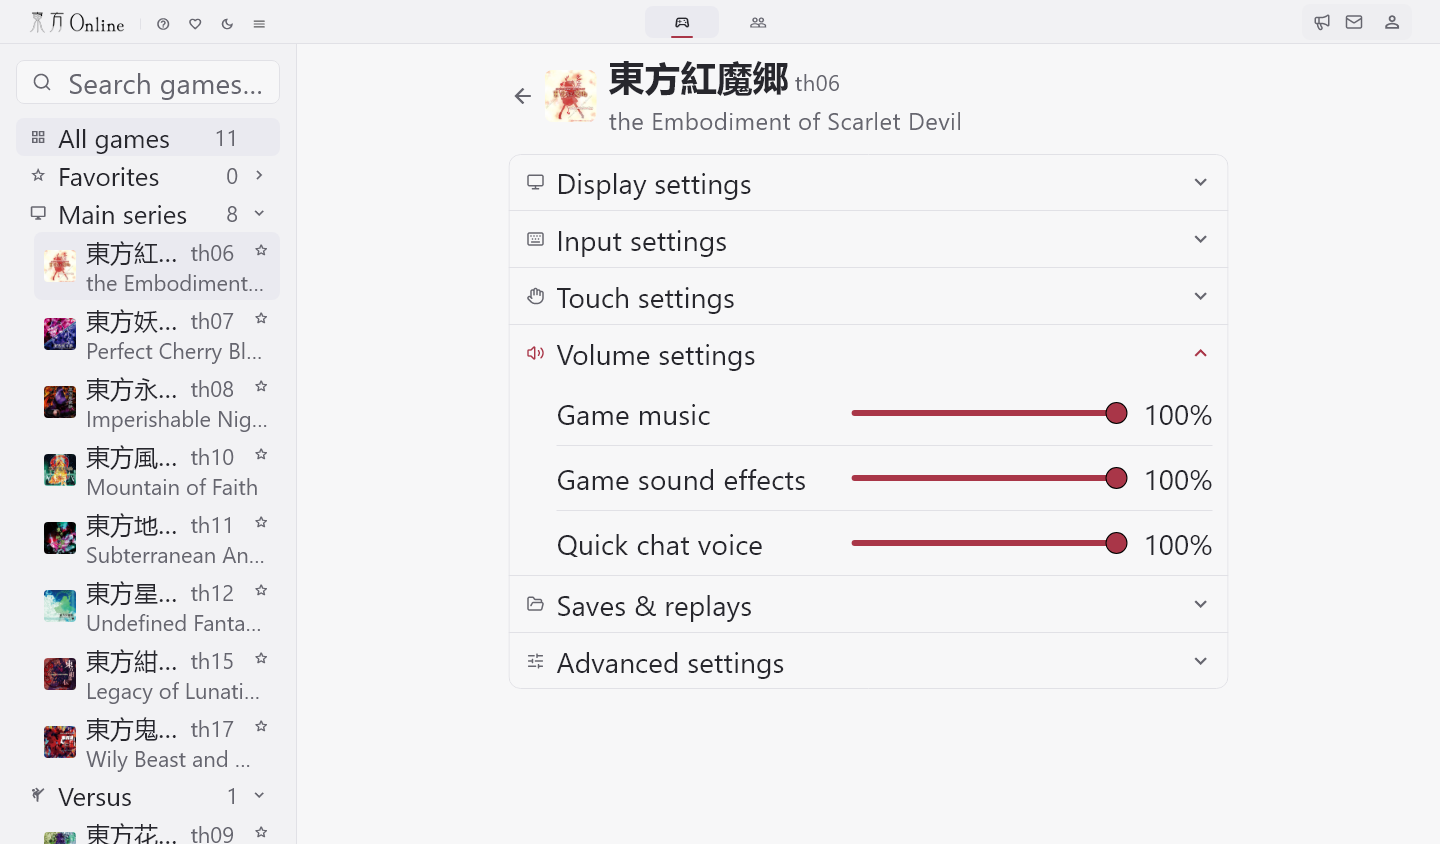 東方 Online
Search games...
All games 11
Favorites 0
Main series 8
東方紅... th06
the Embodiment...
東方妖... th07
Perfect Cherry Bl...
東方永... th08
Imperishable Nig...
東方風... th10
Mountain of Faith
東方地... th11
Subterranean An...
東方星... th12
Undefined Fanta...
東方紺... th15
Legacy of Lunati...
東方鬼... th17
Wily Beast and ...
Versus 1
東方花... th09
東方紅魔郷 th06
the Embodiment of Scarlet Devil
Display settings
Input settings
Touch settings
Volume settings
Game music 100%
Game sound effects 100%
Quick chat voice 100%
Saves & replays
Advanced settings